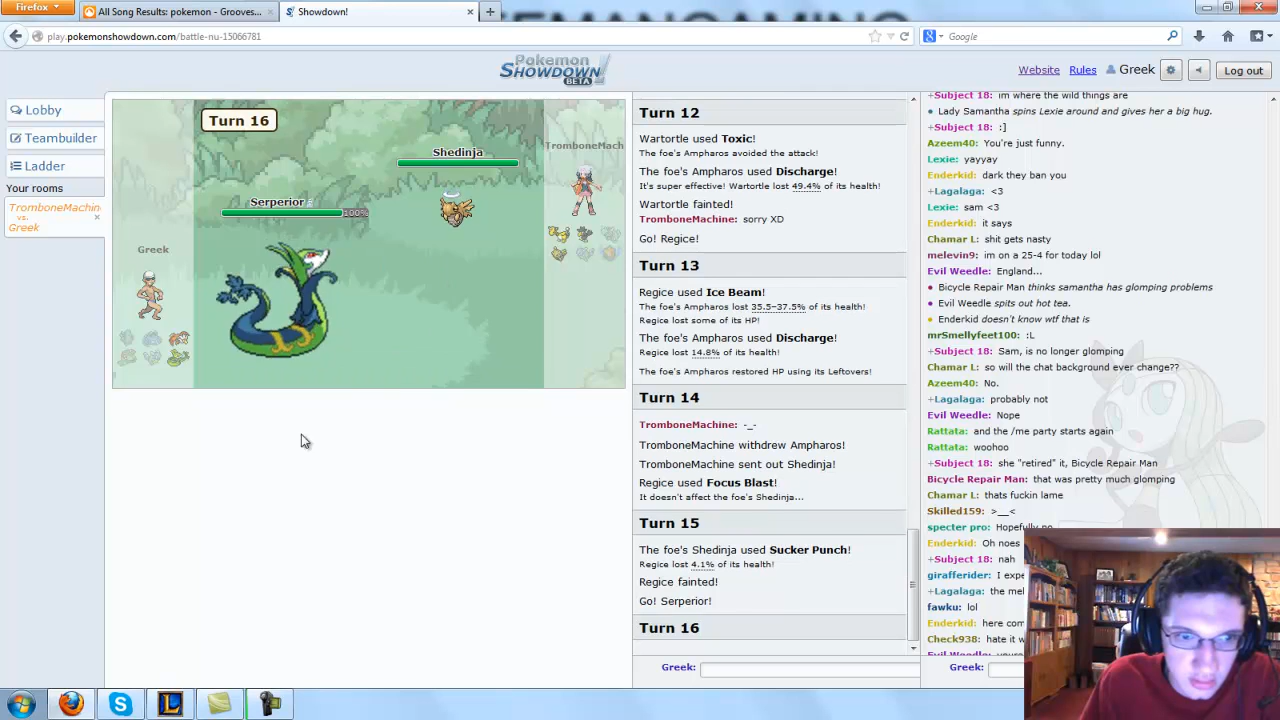 Firefox
All Song Results: pokemon - Grooves...
Showdown!
play.pokemonshowdown.com/battle-nu-15066781
Google
Pokemon
SHOWDOWN!
BETA
Website
Rules
Greek
Log out
Lobby
Teambuilder
Ladder
Your rooms
TromboneMachin
vs.
Greek
Turn 16
TromboneMach
Shedinja
Serperior
100%
Greek
Turn 12
Wartortle used Toxic!
The foe's Ampharos avoided the attack!
The foe's Ampharos used Discharge!
It's super effective! Wartortle lost 49.4% of its health!
Wartortle fainted!
TromboneMachine: sorry XD
Go! Regice!
Turn 13
Regice used Ice Beam!
The foe's Ampharos lost 35.5–37.5% of its health!
Regice lost some of its HP!
The foe's Ampharos used Discharge!
Regice lost 14.8% of its health!
The foe's Ampharos restored HP using its Leftovers!
Turn 14
TromboneMachine: -_-
TromboneMachine withdrew Ampharos!
TromboneMachine sent out Shedinja!
Regice used Focus Blast!
It doesn't affect the foe's Shedinja...
Turn 15
The foe's Shedinja used Sucker Punch!
Regice lost 4.1% of its health!
Regice fainted!
Go! Serperior!
Turn 16
Greek:
+Subject 18: im where the wild things are
• Lady Samantha spins Lexie around and gives her a big hug.
+Subject 18: :]
Azeem40: You're just funny.
Lexie: yayyay
Enderkid: dark they ban you
+Lagalaga: <3
Lexie: sam <3
Enderkid: it says
Chamar L: shit gets nasty
melevin9: im on a 25-4 for today lol
Evil Weedle: England...
• Bicycle Repair Man thinks samantha has glomping problems
• Evil Weedle spits out hot tea.
• Enderkid doesn't know wtf that is
mrSmellyfeet100: :L
+Subject 18: Sam, is no longer glomping
Chamar L: so will the chat background ever change??
Azeem40: No.
+Lagalaga: probably not
Evil Weedle: Nope
Rattata: and the /me party starts again
Rattata: woohoo
+Subject 18: she "retired" it, Bicycle Repair Man
Bicycle Repair Man: that was pretty much glomping
Chamar L: thats fuckin lame
Skilled159: >__<
specter pro: Hopefully no
Enderkid: Oh noes
+Subject 18: nah
girafferider: I expe
+Lagalaga: the mel
fawku: lol
Enderkid: here com
Check938: hate it w
Greek: